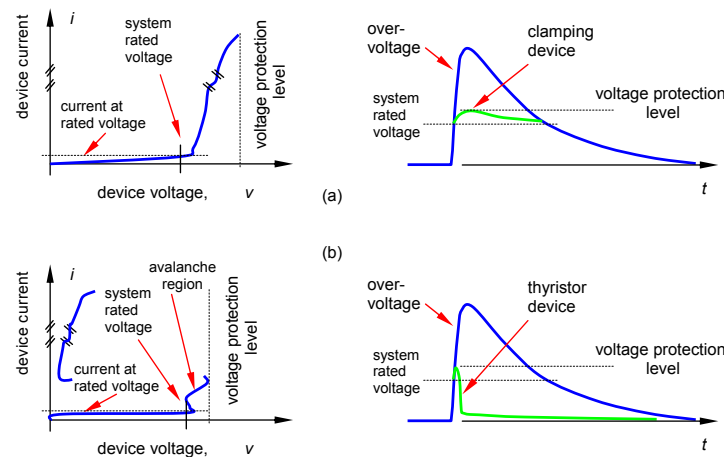 i
system
rated
voltage
device current
current at
rated voltage
voltage protection
level
device voltage, v
over-
voltage
clamping
device
system
rated
voltage
voltage protection
level
t
(a)
(b)
i
avalanche
region
system
rated
voltage
device current
current at
rated voltage
voltage protection
level
device voltage, v
over-
voltage
thyristor
device
system
rated
voltage
voltage protection
level
t